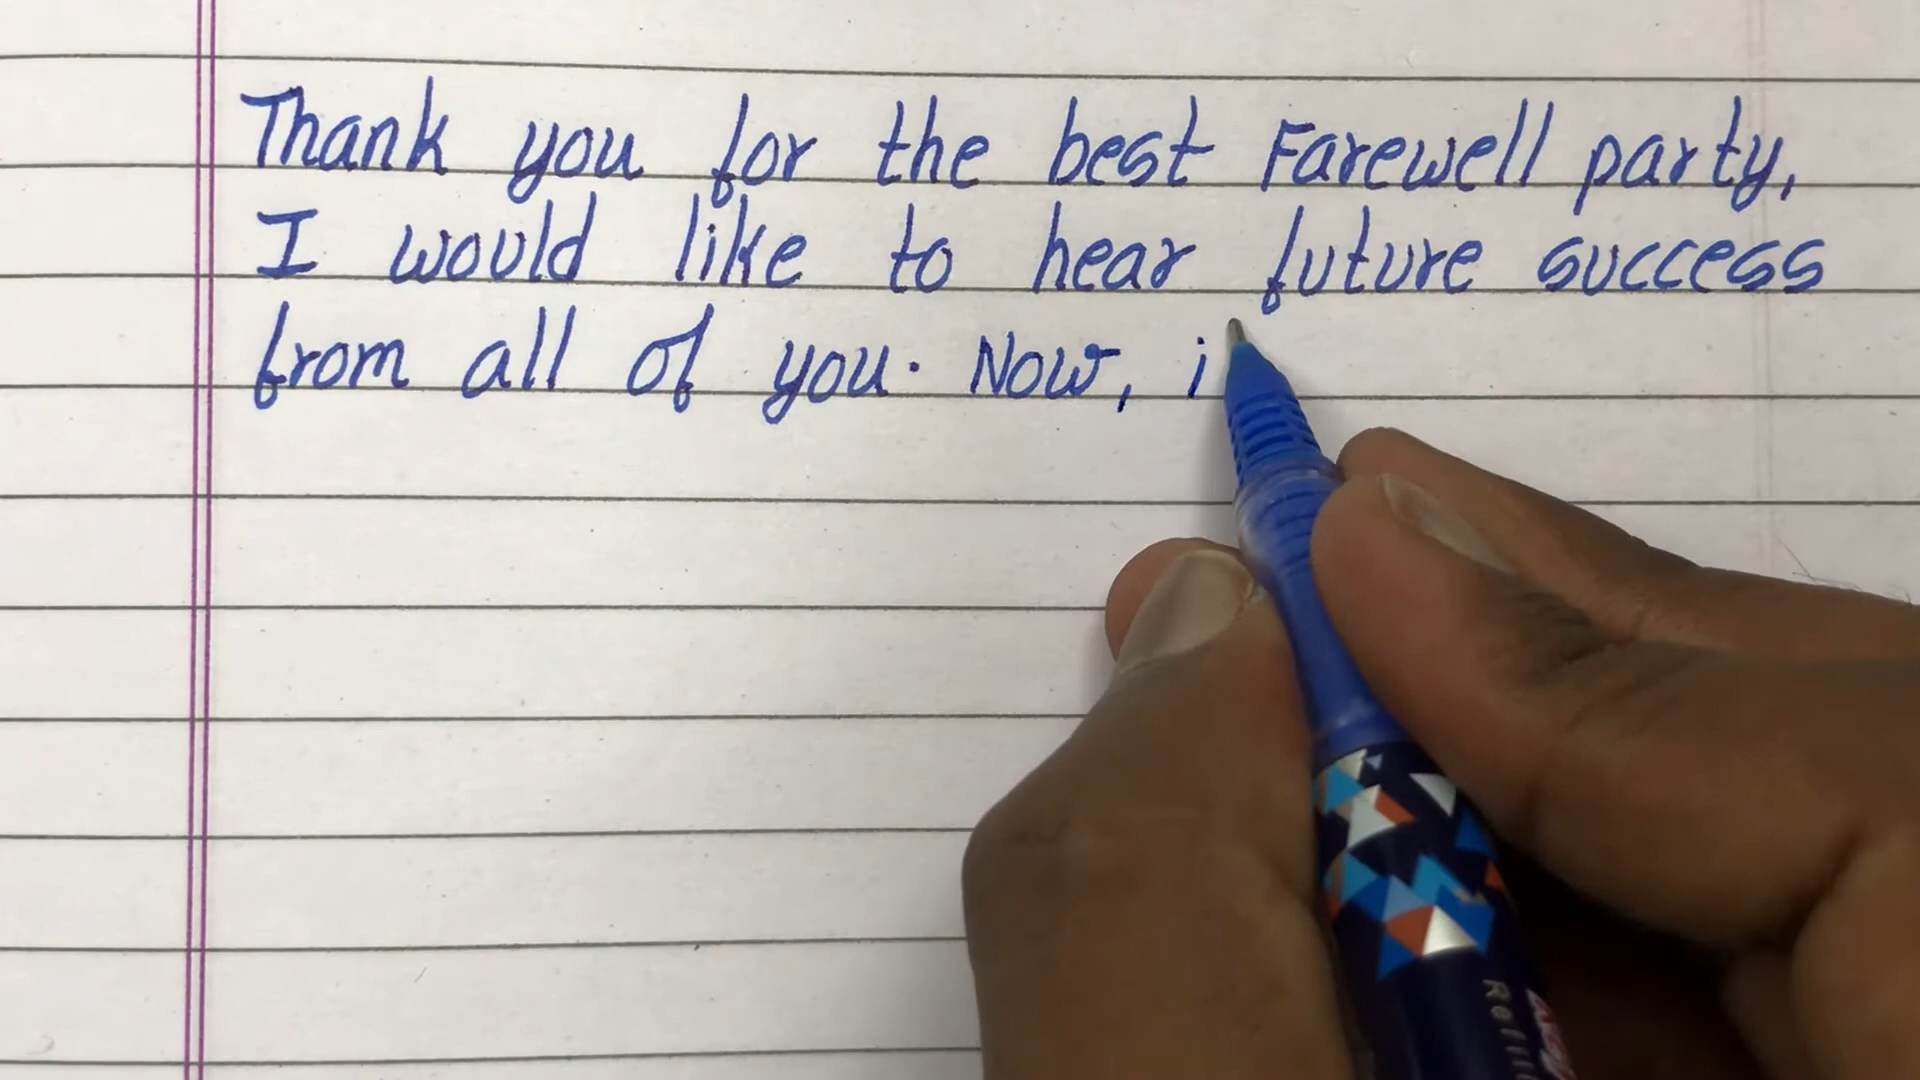 Thank you for the best Farewell party,
I would like to hear future success
from all of you. Now, i